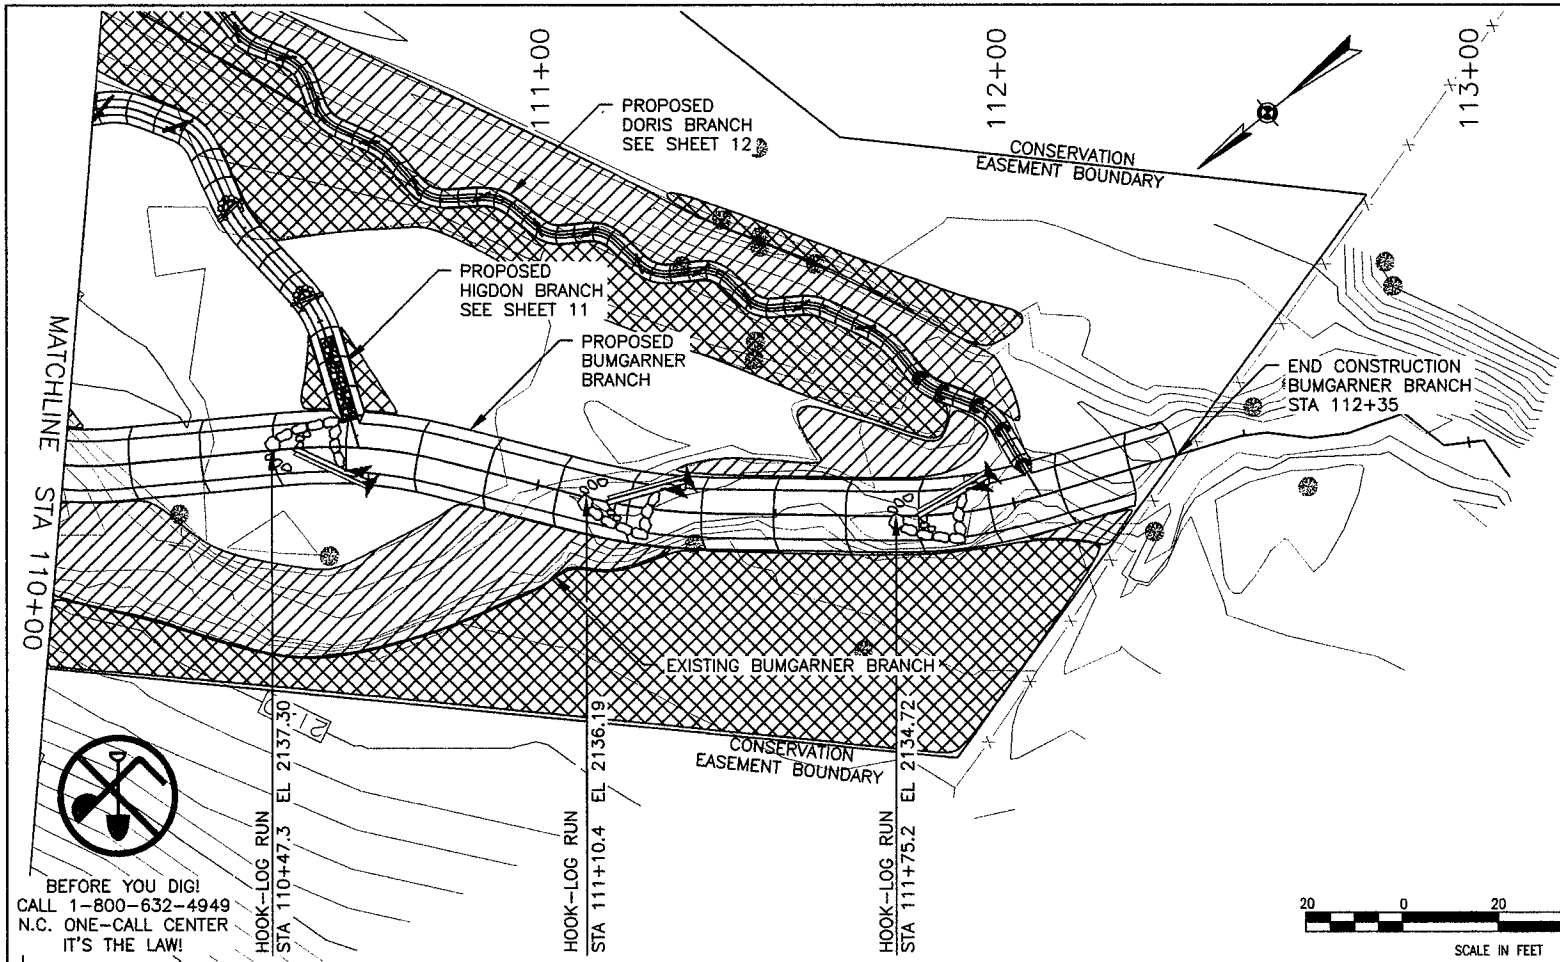 111+00
112+00
113+00
PROPOSED
DORIS BRANCH
SEE SHEET 12
CONSERVATION
EASEMENT BOUNDARY
PROPOSED
HIGDON BRANCH
SEE SHEET 11
PROPOSED
BUMGARNER
BRANCH
END CONSTRUCTION
BUMGARNER BRANCH
STA 112+35
MATCHLINE STA 110+00
EXISTING BUMGARNER BRANCH
CONSERVATION
EASEMENT BOUNDARY
HOOK-LOG RUN
STA 110+47.3 EL 2137.30
HOOK-LOG RUN
STA 111+10.4 EL 2136.19
HOOK-LOG RUN
STA 111+75.2 EL 2134.72
BEFORE YOU DIG!
CALL 1-800-632-4949
N.C. ONE-CALL CENTER
IT'S THE LAW!
20 0 20
SCALE IN FEET